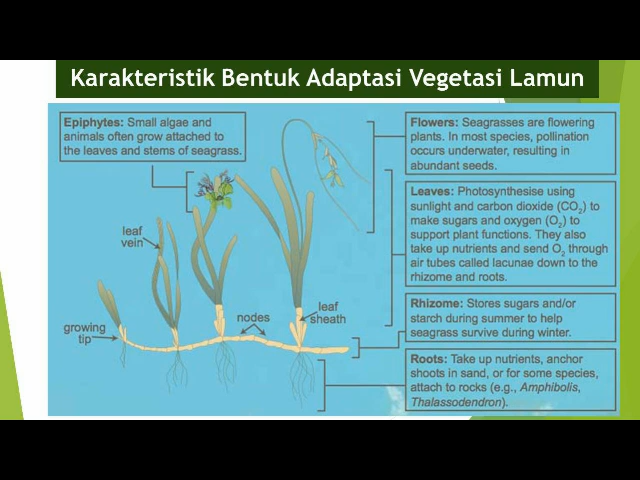 Karakteristik Bentuk Adaptasi Vegetasi Lamun
Epiphytes: Small algae and
animals often grow attached to
the leaves and stems of seagrass.
Flowers: Seagrasses are flowering
plants. In most species, pollination
occurs underwater, resulting in
abundant seeds.
Leaves: Photosynthesise using
sunlight and carbon dioxide (CO₂) to
make sugars and oxygen (O₂) to
support plant functions. They also
take up nutrients and send O₂ through
air tubes called lacunae down to the
rhizome and roots.
leaf
vein
growing
tip
nodes
leaf
sheath
Rhizome: Stores sugars and/or
starch during summer to help
seagrass survive during winter.
Roots: Take up nutrients, anchor
shoots in sand, or for some species,
attach to rocks (e.g., Amphibolis,
Thalassodendron).